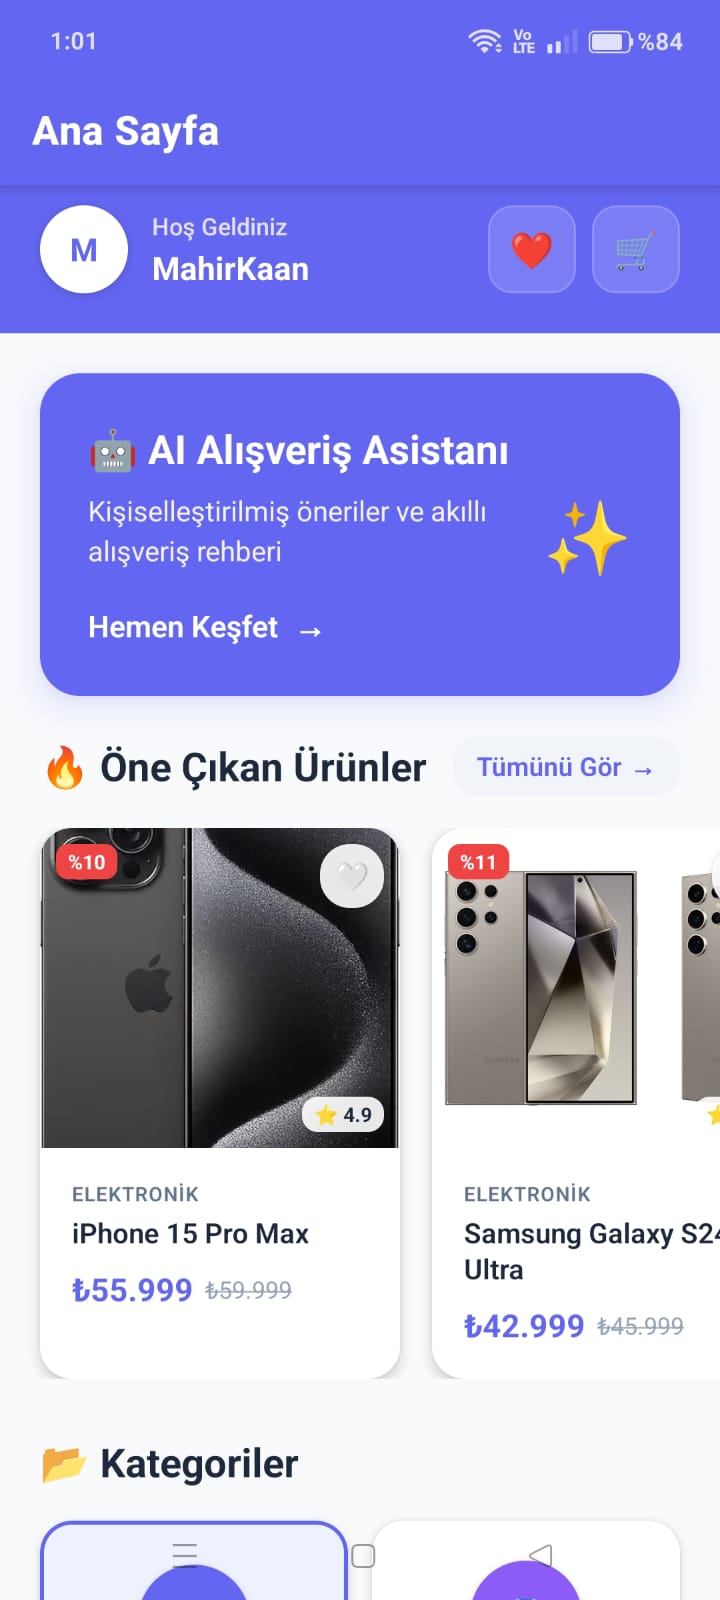 1:01
Vo
LTE
%84
Ana Sayfa
M
Hoş Geldiniz
MahirKaan
AI Alışveriş Asistanı
Kişiselleştirilmiş öneriler ve akıllı
alışveriş rehberi
Hemen Keşfet →
Öne Çıkan Ürünler
Tümünü Gör →
%10
4.9
ELEKTRONİK
iPhone 15 Pro Max
₺55.999 ₺59.999
%11
SAMSUNG
ELEKTRONİK
Samsung Galaxy S24
Ultra
₺42.999 ₺45.999
Kategoriler